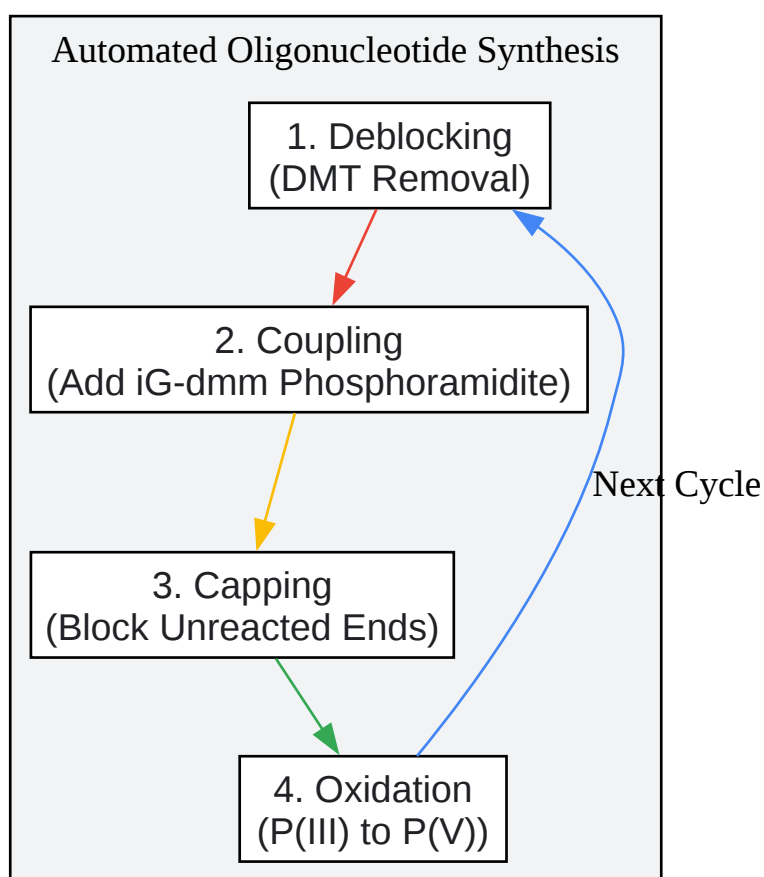 Automated Oligonucleotide Synthesis
1. Deblocking
(DMT Removal)
2. Coupling
(Add iG-dmm Phosphoramidite)
Next Cycle
3. Capping
(Block Unreacted Ends)
4. Oxidation
(P(III) to P(V))